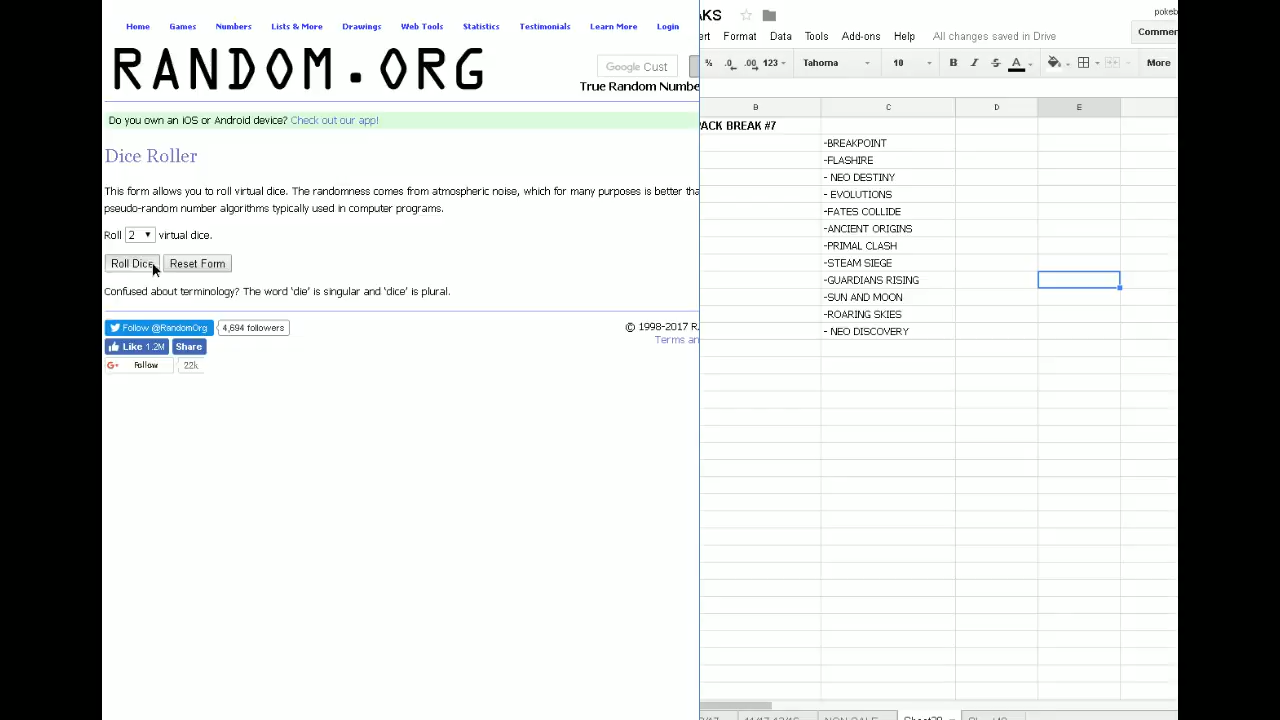 Home Games Numbers Lists & More Drawings Web Tools Statistics Testimonials Learn More Login
RANDOM.ORG
Google Cust
True Random Numbe
Do you own an iOS or Android device? Check out our app!
Dice Roller
This form allows you to roll virtual dice. The randomness comes from atmospheric noise, which for many purposes is better tha
pseudo-random number algorithms typically used in computer programs.
Roll 2 virtual dice.
Roll Dice Reset Form
Confused about terminology? The word ‘die’ is singular and ‘dice’ is plural.
Follow @RandomOrg 4,694 followers
Like 1.2M Share
Follow 22k
© 1998-2017 R
Terms an
AKS
pokeb
ert Format Data Tools Add-ons Help All changes saved in Drive
Commer
% .0 .00 123 Tahoma 10 B I S A More
B C D E
PACK BREAK #7
-BREAKPOINT
-FLASHIRE
- NEO DESTINY
- EVOLUTIONS
-FATES COLLIDE
-ANCIENT ORIGINS
-PRIMAL CLASH
-STEAM SIEGE
-GUARDIANS RISING
-SUN AND MOON
-ROARING SKIES
- NEO DISCOVERY